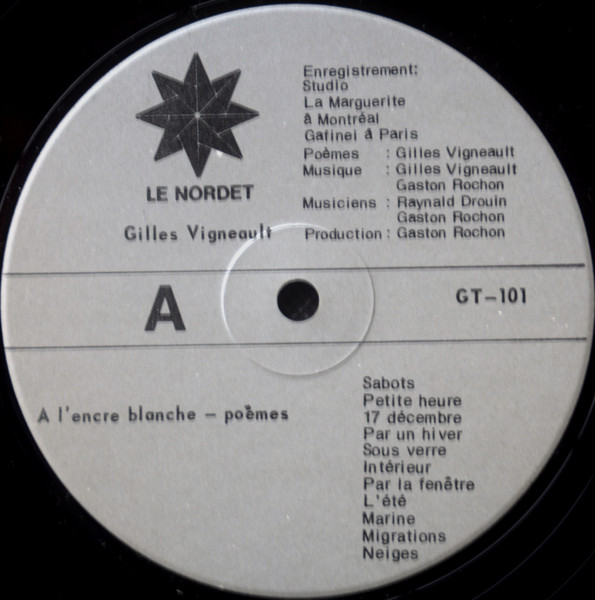 Enregistrement:
Studio
La Marguerite
à Montréal
Gatinel à Paris
Poèmes : Gilles Vigneault
Musique : Gilles Vigneault
Gaston Rochon
Musiciens : Raynald Drouin
Gaston Rochon
Production : Gaston Rochon
LE NORDET
Gilles Vigneault
A
GT-101
A l'encre blanche - poèmes
Sabots
Petite heure
17 décembre
Par un hiver
Sous verre
Intérieur
Par la fenêtre
L'été
Marine
Migrations
Neiges